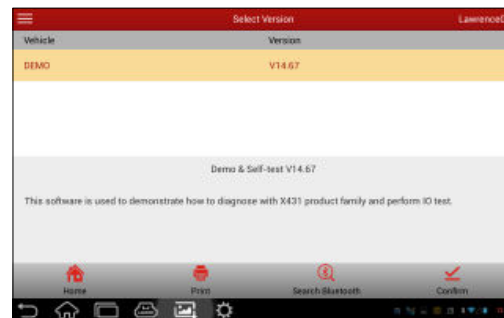 Select Version
Vehicle Version
DEMO V14.67
Demo & Self-test V14.67
This software is used to demonstrate how to diagnose with X431 product family and perform IO test.
Home Print Search Bluetooth Confirm